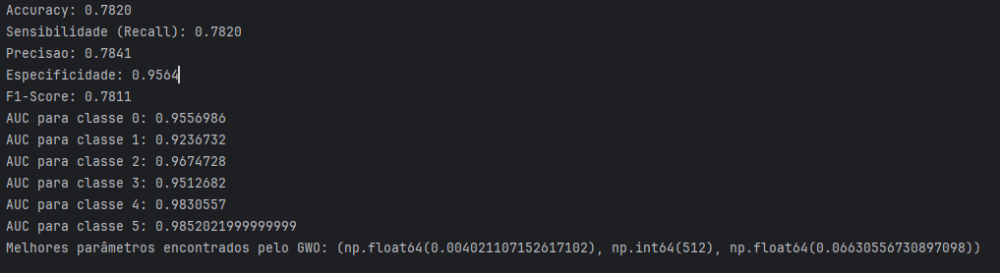 Accuracy: 0.7820
Sensibilidade (Recall): 0.7820
Precisao: 0.7841
Especificidade: 0.9564
F1-Score: 0.7811
AUC para classe 0: 0.9556986
AUC para classe 1: 0.9236732
AUC para classe 2: 0.9674728
AUC para classe 3: 0.9512682
AUC para classe 4: 0.9830557
AUC para classe 5: 0.9852021999999999
Melhores parâmetros encontrados pelo GWO: (np.float64(0.004021107152617102), np.int64(512), np.float64(0.06630556730897098))